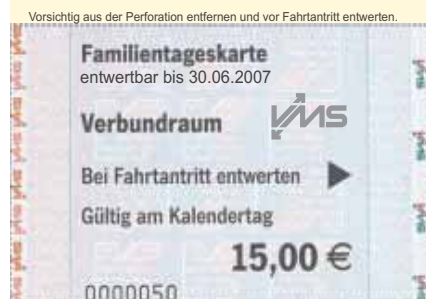 Vorsichtig aus der Perforation entfernen und vor Fahrtantritt entwerten.
Familientageskarte
entwertbar bis 30.06.2007
Verbundraum
VMS
Bei Fahrtantritt entwerten
Gültig am Kalendertag
15,00 €
0000050